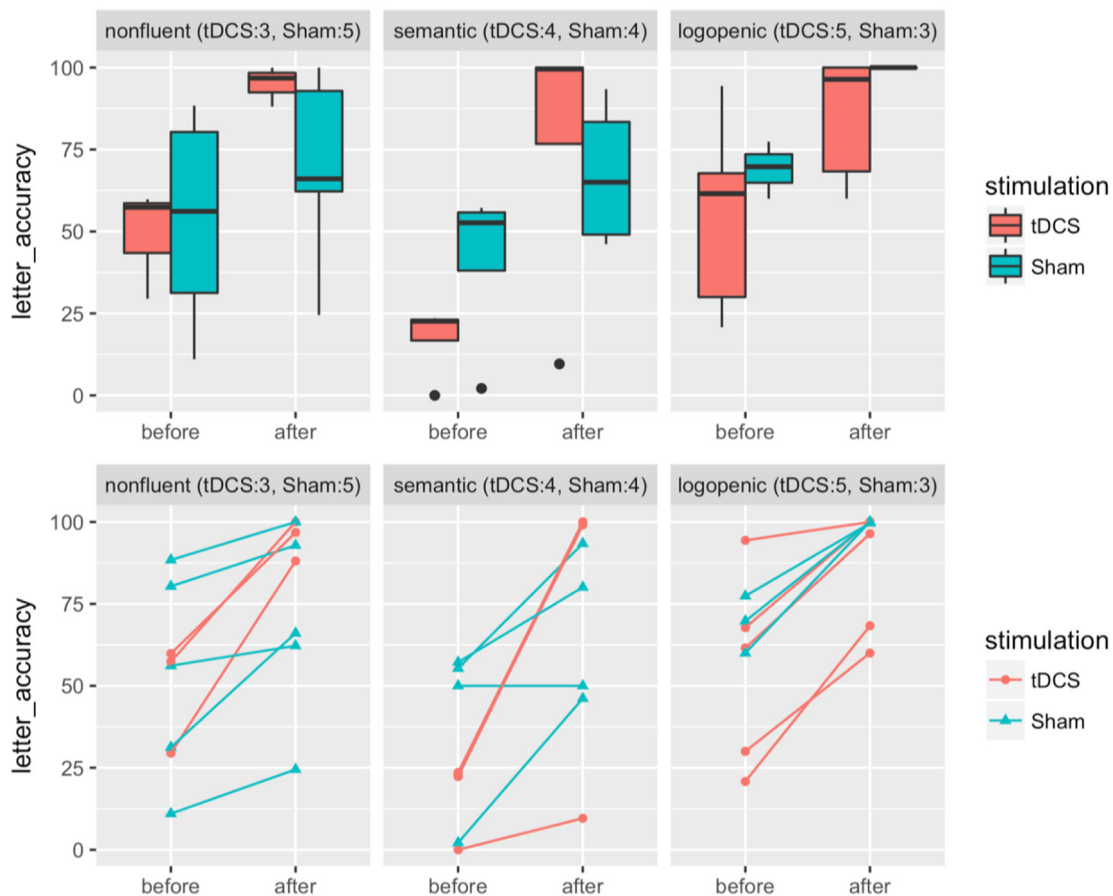 nonfluent (tDCS:3, Sham:5) semantic (tDCS:4, Sham:4) logopenic (tDCS:5, Sham:3)
100
75
50
25
0
letter_accuracy
before after before after before after
stimulation
tDCS
Sham
nonfluent (tDCS:3, Sham:5) semantic (tDCS:4, Sham:4) logopenic (tDCS:5, Sham:3)
100
75
50
25
0
letter_accuracy
before after before after before after
stimulation
tDCS
Sham